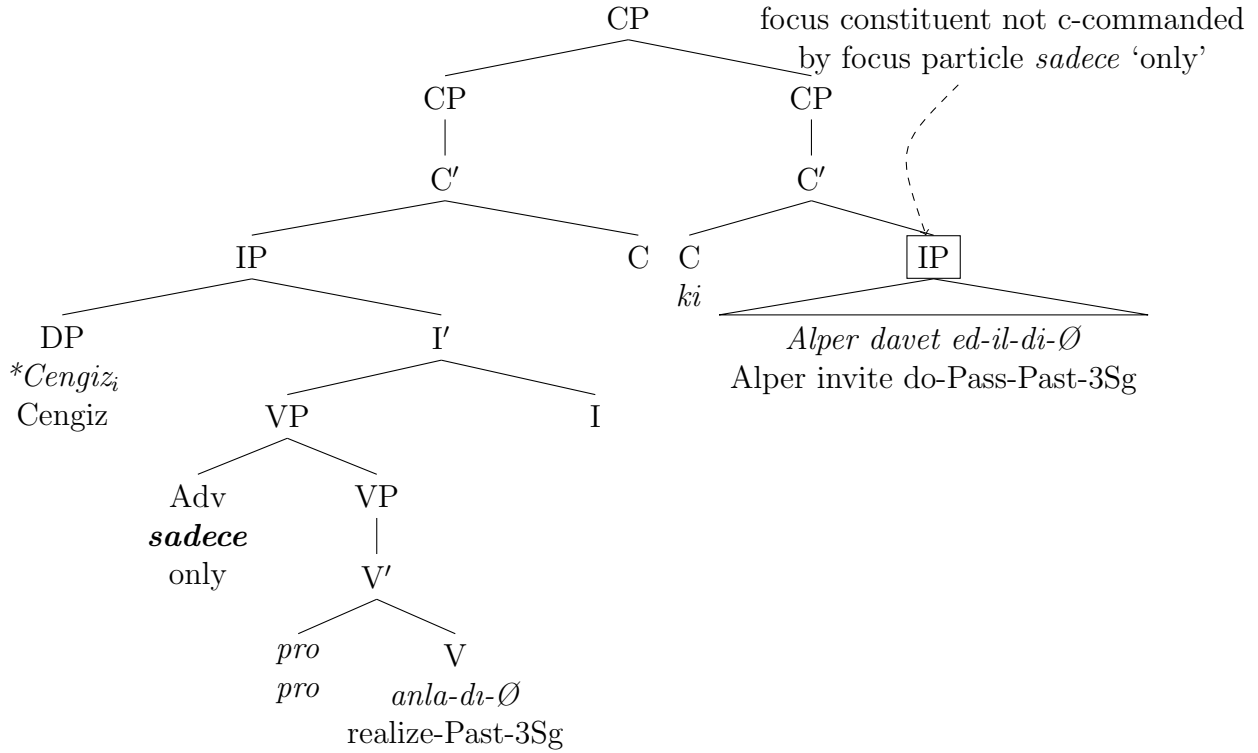 CP
focus constituent not c-commanded
by focus particle sadece ‘only’
CP
CP
C′
C′
IP
C
C
IP
ki
DP
I′
Alper davet ed-il-di-Ø
*Cengizᵢ
Alper invite do-Pass-Past-3Sg
Cengiz
VP
I
Adv
VP
sadece
only
V′
pro
V
pro
anla-dı-Ø
realize-Past-3Sg